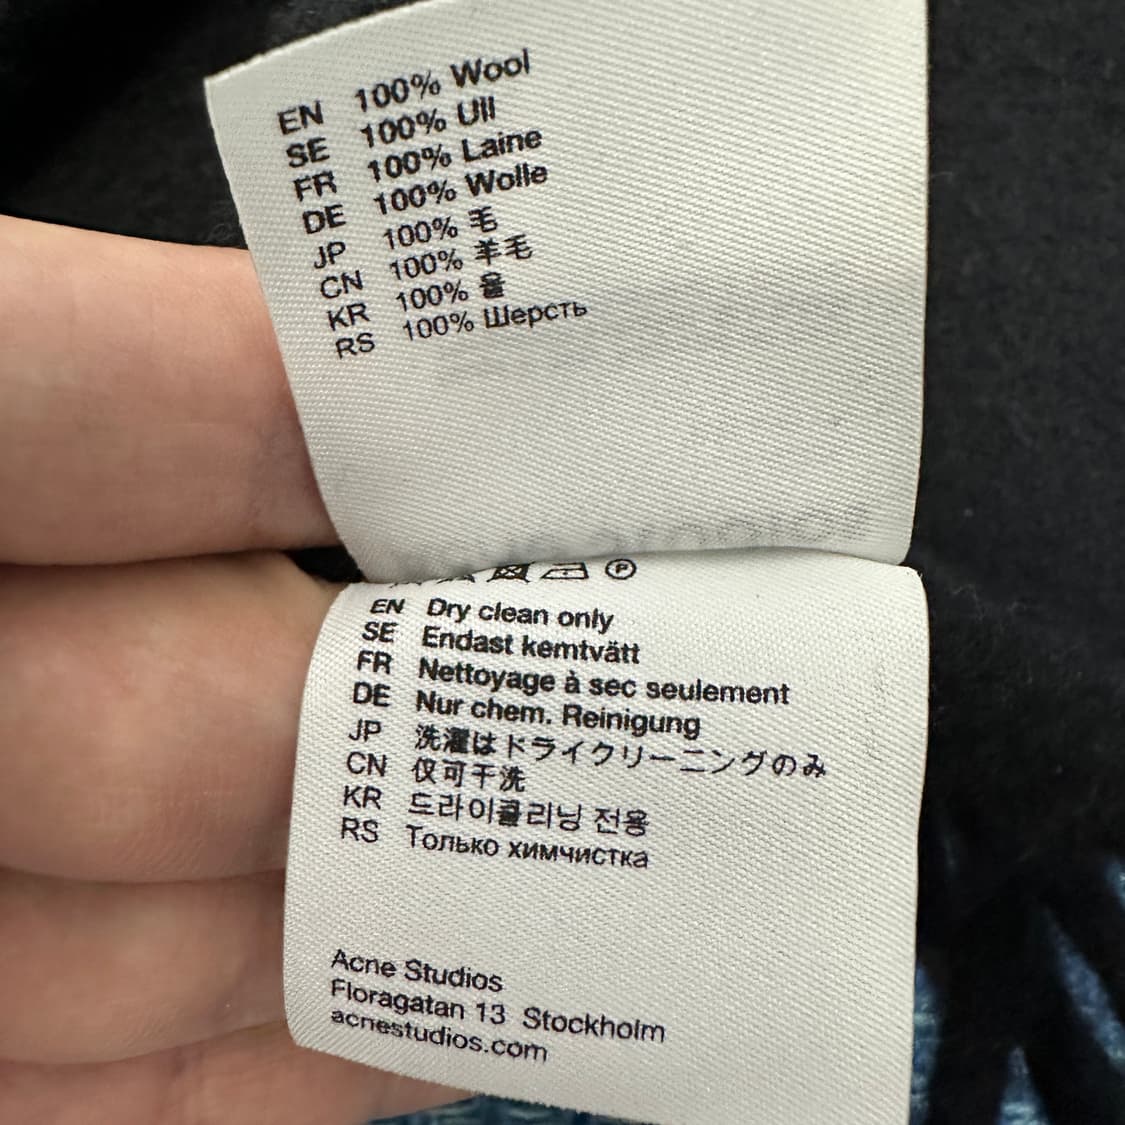 EN 100% Wool
SE 100% Ull
FR 100% Laine
DE 100% Wolle
JP 100% 毛
CN 100% 羊毛
KR 100% 울
RS 100% Шерсть
P
EN Dry clean only
SE Endast kemtvätt
FR Nettoyage à sec seulement
DE Nur chem. Reinigung
JP 洗濯はドライクリーニングのみ
CN 仅可干洗
KR 드라이클리닝 전용
RS Только химчистка
Acne Studios
Floragatan 13 Stockholm
acnestudios.com